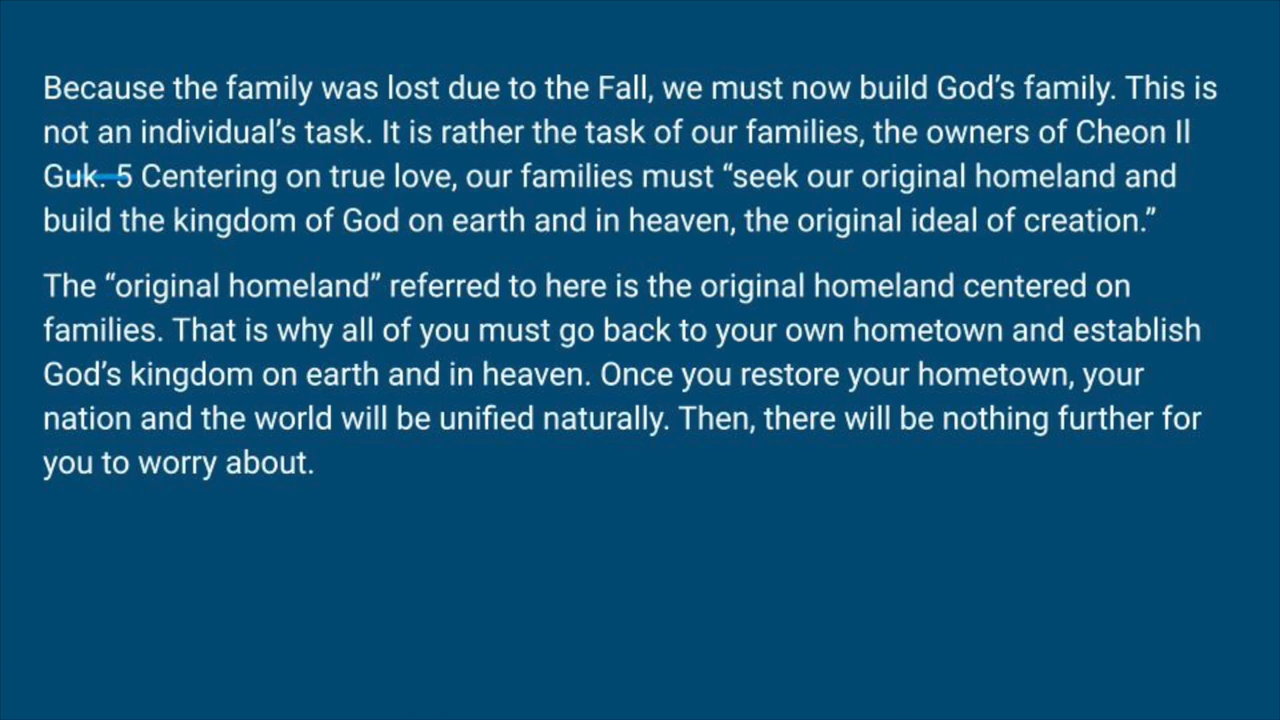 Because the family was lost due to the Fall, we must now build God’s family. This is
not an individual’s task. It is rather the task of our families, the owners of Cheon Il
Guk. 5 Centering on true love, our families must “seek our original homeland and
build the kingdom of God on earth and in heaven, the original ideal of creation.”
The “original homeland” referred to here is the original homeland centered on
families. That is why all of you must go back to your own hometown and establish
God’s kingdom on earth and in heaven. Once you restore your hometown, your
nation and the world will be unified naturally. Then, there will be nothing further for
you to worry about.